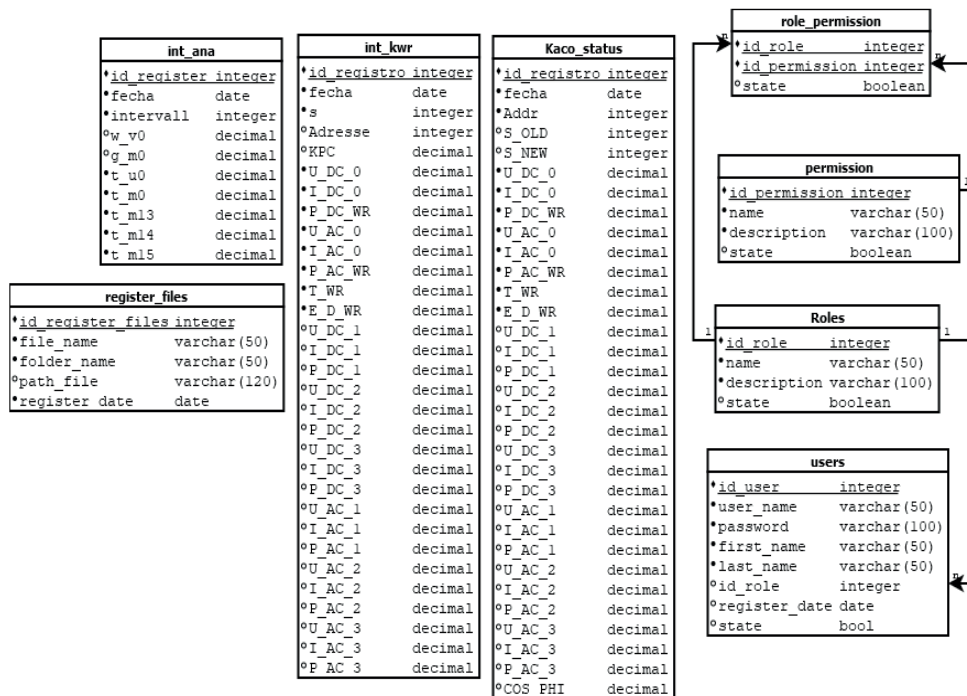 int_ana
id_register integer
fecha date
intervall integer
w_v0 decimal
g_m0 decimal
t_u0 decimal
t_m0 decimal
t_m13 decimal
t_m14 decimal
t_m15 decimal
register_files
id_register_files integer
file_name varchar(50)
folder_name varchar(50)
path_file varchar(120)
register_date date
int_kwr
id_registro integer
fecha date
s integer
Adresse integer
KPC decimal
U_DC_0 decimal
I_DC_0 decimal
P_DC_WR decimal
U_AC_0 decimal
I_AC_0 decimal
P_AC_WR decimal
T_WR decimal
E_D_WR decimal
U_DC_1 decimal
I_DC_1 decimal
P_DC_1 decimal
U_DC_2 decimal
I_DC_2 decimal
P_DC_2 decimal
U_DC_3 decimal
I_DC_3 decimal
P_DC_3 decimal
U_AC_1 decimal
I_AC_1 decimal
P_AC_1 decimal
U_AC_2 decimal
I_AC_2 decimal
P_AC_2 decimal
U_AC_3 decimal
I_AC_3 decimal
P_AC_3 decimal
Kaco_status
id_registro integer
fecha date
Addr integer
S_OLD integer
S_NEW integer
U_DC_0 decimal
I_DC_0 decimal
P_DC_WR decimal
U_AC_0 decimal
I_AC_0 decimal
P_AC_WR decimal
T_WR decimal
E_D_WR decimal
U_DC_1 decimal
I_DC_1 decimal
P_DC_1 decimal
U_DC_2 decimal
I_DC_2 decimal
P_DC_2 decimal
U_DC_3 decimal
I_DC_3 decimal
P_DC_3 decimal
U_AC_1 decimal
I_AC_1 decimal
P_AC_1 decimal
U_AC_2 decimal
I_AC_2 decimal
P_AC_2 decimal
U_AC_3 decimal
I_AC_3 decimal
P_AC_3 decimal
COS_PHI decimal
role_permission
n
id_role integer
n
id_permission integer
state boolean
permission
1
id_permission integer
name varchar(50)
description varchar(100)
state boolean
Roles
1
1
id_role integer
name varchar(50)
description varchar(100)
state boolean
users
id_user integer
user_name varchar(50)
password varchar(100)
first_name varchar(50)
last_name varchar(50)
n
id_role integer
register_date date
state bool